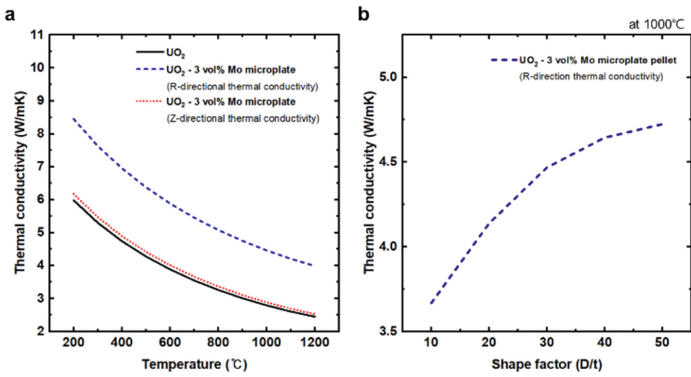 a
Thermal conductivity (W/mK)
11
10
9
8
7
6
5
4
3
2
200
400
600
800
1000
1200
Temperature (℃)
UO₂
UO₂ - 3 vol% Mo microplate
(R-directional thermal conductivity)
UO₂ - 3 vol% Mo microplate
(Z-directional thermal conductivity)
b
at 1000℃
Thermal conductivity (W/mK)
5.0
4.5
4.0
3.5
10
20
30
40
50
Shape factor (D/t)
UO₂ - 3 vol% Mo microplate pellet
(R-direction thermal conductivity)